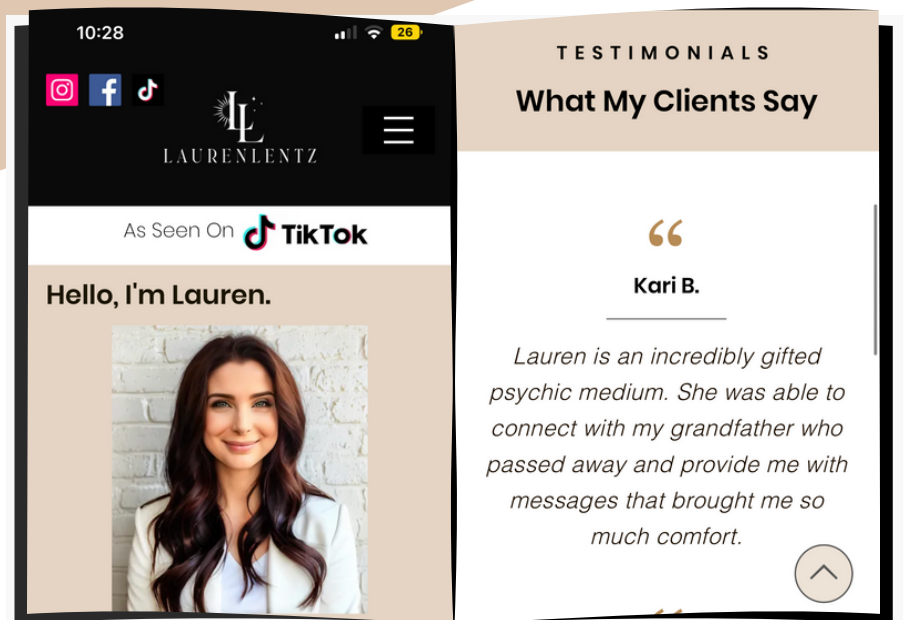 10:28
26
LL
LAURENLENTZ
As Seen On TikTok
Hello, I'm Lauren.
TESTIMONIALS
What My Clients Say
“
Kari B.
Lauren is an incredibly gifted
psychic medium. She was able to
connect with my grandfather who
passed away and provide me with
messages that brought me so
much comfort.
“